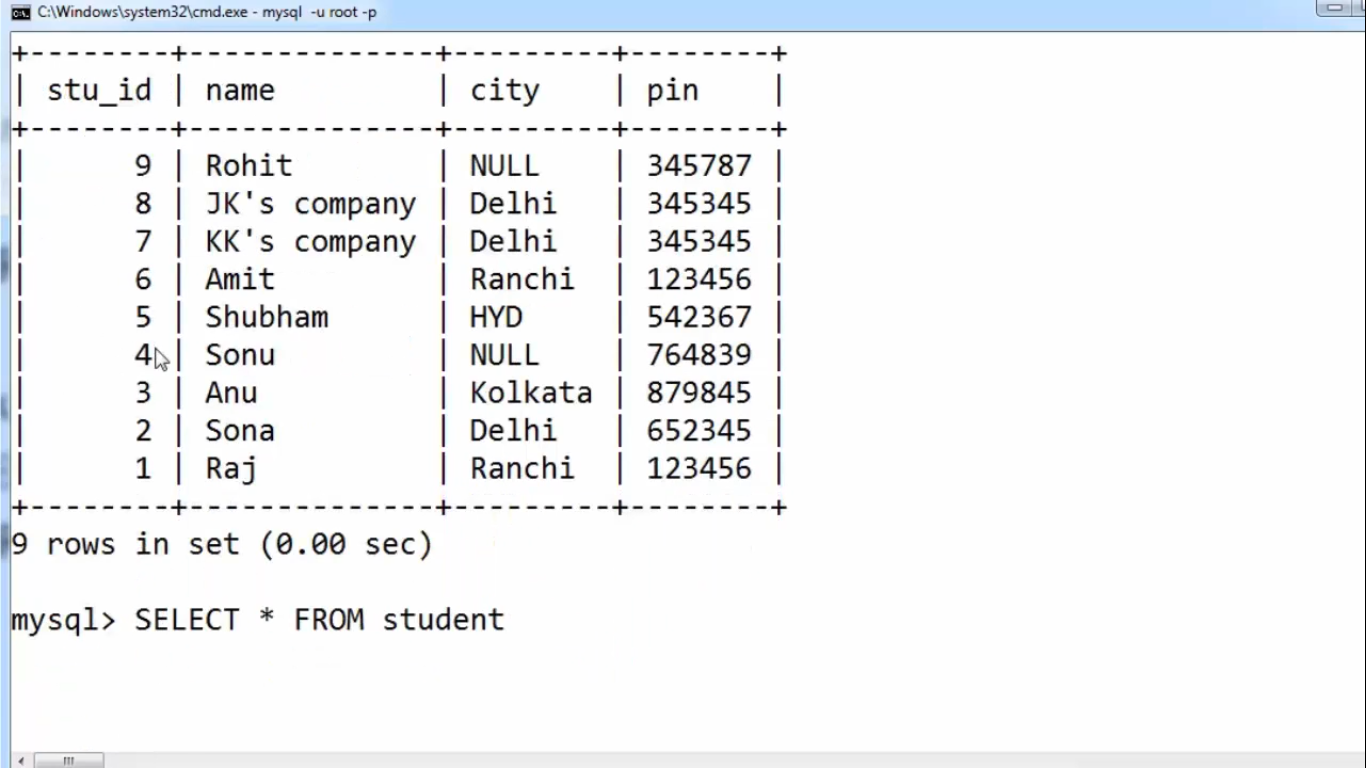 C:\Windows\system32\cmd.exe - mysql  -u root -p
+--------+--------------+---------+--------+
| stu_id | name         | city    | pin    |
+--------+--------------+---------+--------+
|      9 | Rohit        | NULL    | 345787 |
|      8 | JK's company | Delhi   | 345345 |
|      7 | KK's company | Delhi   | 345345 |
|      6 | Amit         | Ranchi  | 123456 |
|      5 | Shubham      | HYD     | 542367 |
|      4 | Sonu         | NULL    | 764839 |
|      3 | Anu          | Kolkata | 879845 |
|      2 | Sona         | Delhi   | 652345 |
|      1 | Raj          | Ranchi  | 123456 |
+--------+--------------+---------+--------+
9 rows in set (0.00 sec)
mysql> SELECT * FROM student